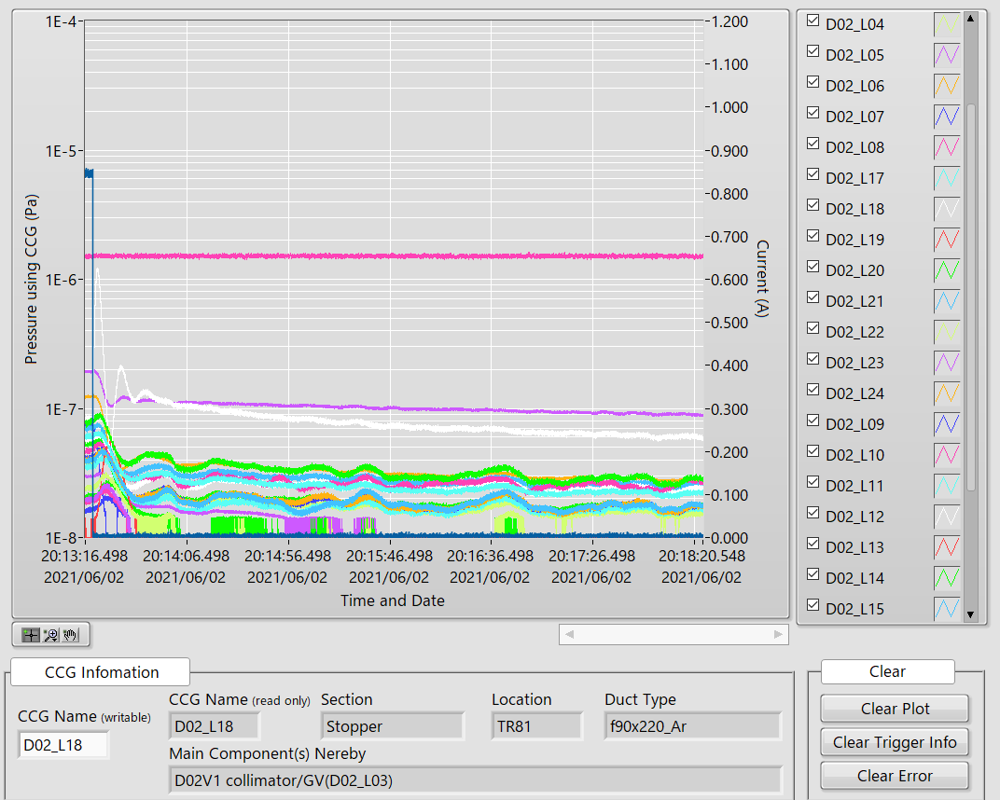 1E-4
1E-5
1E-6
1E-7
1E-8
Pressure using CCG (Pa)
1.200
1.100
1.000
0.900
0.800
0.700
0.600
0.500
0.400
0.300
0.200
0.100
0.000
Current (A)
20:13:16.498 20:14:06.498 20:14:56.498 20:15:46.498 20:16:36.498 20:17:26.498 20:18:20.548
2021/06/02 2021/06/02 2021/06/02 2021/06/02 2021/06/02 2021/06/02 2021/06/02
Time and Date
D02_L04
D02_L05
D02_L06
D02_L07
D02_L08
D02_L17
D02_L18
D02_L19
D02_L20
D02_L21
D02_L22
D02_L23
D02_L24
D02_L09
D02_L10
D02_L11
D02_L12
D02_L13
D02_L14
D02_L15
CCG Infomation
CCG Name (writable)
D02_L18
CCG Name (read only) Section Location Duct Type
D02_L18 Stopper TR81 f90x220_Ar
Main Component(s) Nereby
D02V1 collimator/GV(D02_L03)
Clear
Clear Plot
Clear Trigger Info
Clear Error